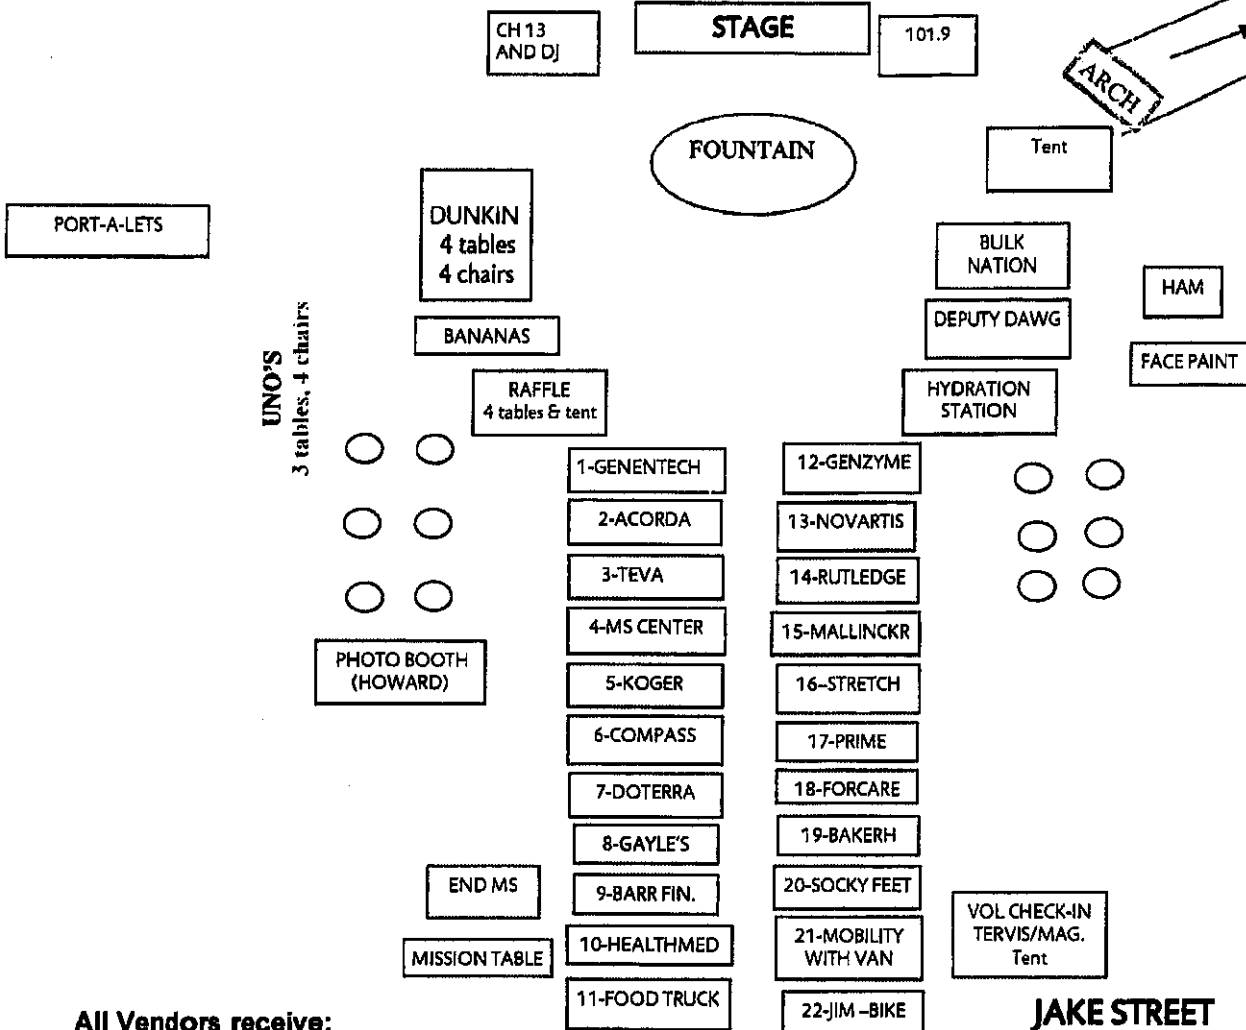 CH 13
AND DJ
STAGE
101.9
ARCH
FOUNTAIN
Tent
PORT-A-LETS
DUNKIN
4 tables
4 chairs
BULK
NATION
HAM
BANANAS
DEPUTY DAWG
FACE PAINT
UNO'S
3 tables, 4 chairs
RAFFLE
4 tables & tent
HYDRATION
STATION
1-GENENTECH
12-GENZYME
2-ACORDA
13-NOVARTIS
3-TEVA
14-RUTLEDGE
4-MS CENTER
15-MALLINCKR
PHOTO BOOTH
(HOWARD)
5-KOGER
16–STRETCH
6-COMPASS
17-PRIME
7-DOTERRA
18-FORCARE
8-GAYLE'S
19-BAKERH
END MS
9-BARR FIN.
20-SOCKY FEET
VOL CHECK-IN
TERVIS/MAG.
Tent
MISSION TABLE
10-HEALTHMED
21-MOBILITY
WITH VAN
11-FOOD TRUCK
22-JIM –BIKE
JAKE STREET
All Vendors receive: